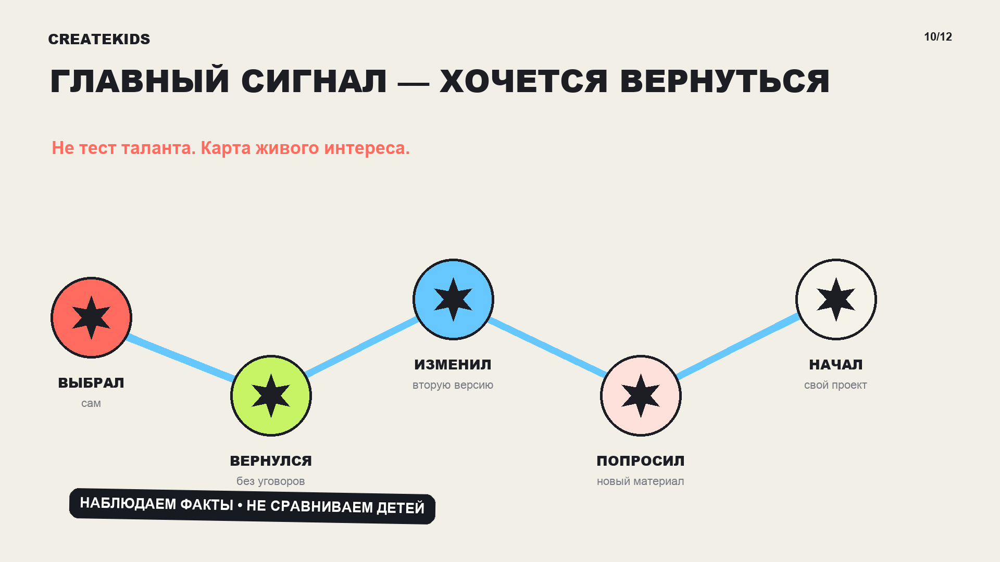 CREATEKIDS
10/12
ГЛАВНЫЙ СИГНАЛ — ХОЧЕТСЯ ВЕРНУТЬСЯ
Не тест таланта. Карта живого интереса.
ВЫБРАЛ
сам
ВЕРНУЛСЯ
без уговоров
ИЗМЕНИЛ
вторую версию
ПОПРОСИЛ
новый материал
НАЧАЛ
свой проект
НАБЛЮДАЕМ ФАКТЫ • НЕ СРАВНИВАЕМ ДЕТЕЙ